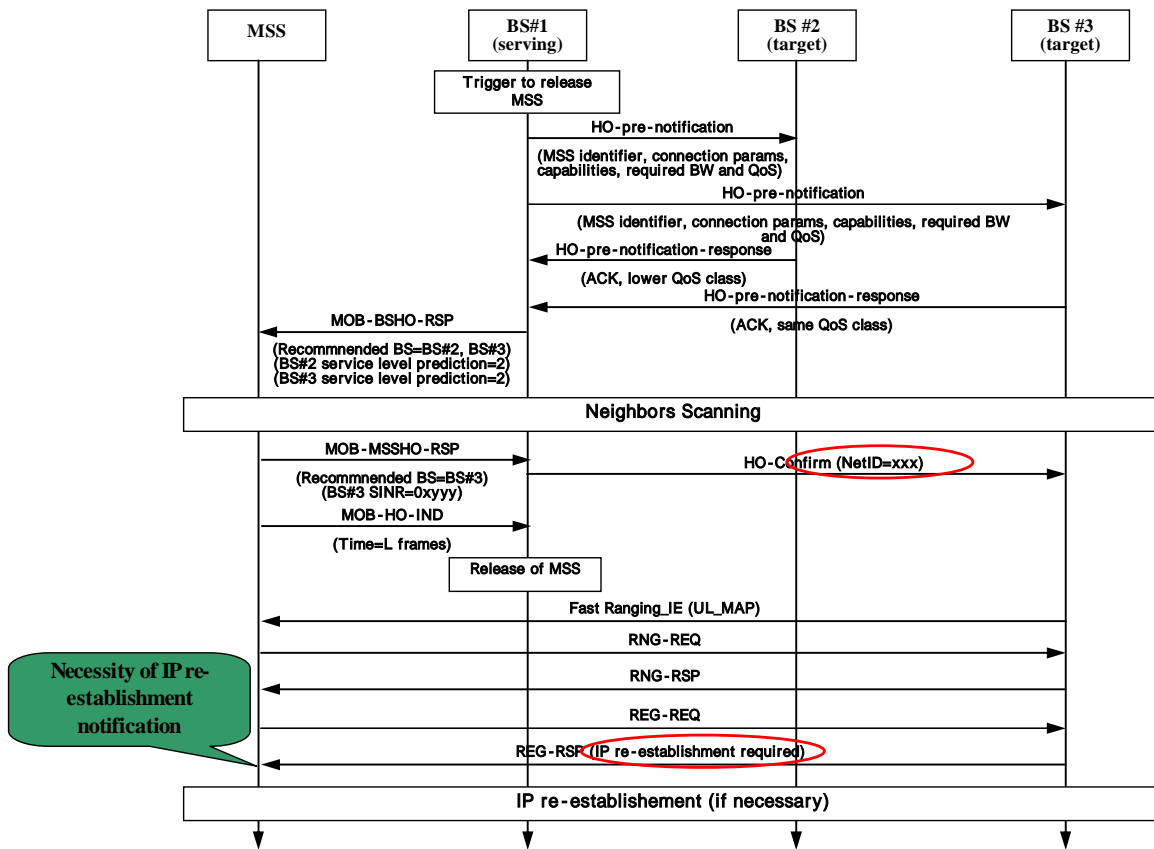 MSS
BS#1
(serving)
BS #2
(target)
BS #3
(target)
Trigger to release
MSS
HO-pre-notification
(MSS identifier, connection params,
capabilities, required BW and QoS)
HO-pre-notification
(MSS identifier, connection params, capabilities, required BW
and QoS)
HO-pre-notification-response
(ACK, lower QoS class)
HO-pre-notification-response
(ACK, same QoS class)
MOB-BSHO-RSP
(Recommnended BS=BS#2, BS#3)
(BS#2 service level prediction=2)
(BS#3 service level prediction=2)
Neighbors Scanning
MOB-MSSHO-RSP
(Recommnended BS=BS#3)
(BS#3 SINR=0xyyy)
HO-Confirm (NetID=xxx)
MOB-HO-IND
(Time=L frames)
Release of MSS
Fast Ranging_IE (UL_MAP)
RNG-REQ
RNG-RSP
REG-REQ
REG-RSP (IP re-establishment required)
Necessity of IP re-
establishment
notification
IP re-establishement (if necessary)